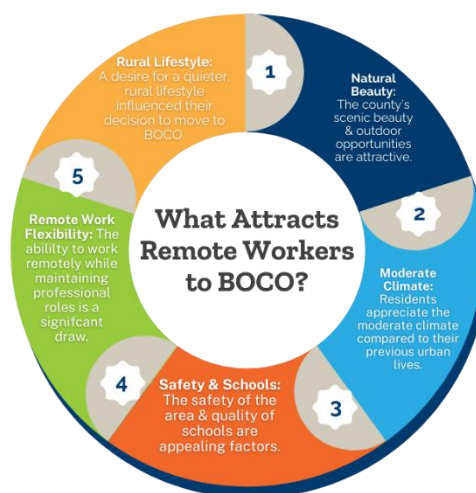 What Attracts
Remote Workers
to BOCO?
1
Natural
Beauty:
The county's
scenic beauty
& outdoor
opportunities
are attractive.
2
Moderate
Climate:
Residents
appreciate the
moderate climate
compared to their
previous urban
lives.
3
Safety & Schools:
The safety of the
area & quality of
schools are
appealing factors.
4
Remote Work
Flexibility: The
abililty to work
remotely while
maintaining
professional
roles is a
signifcant
draw.
5
Rural Lifestyle:
A desire for a quieter,
rural lifestyle
influenced their
decision to move to
BOCO